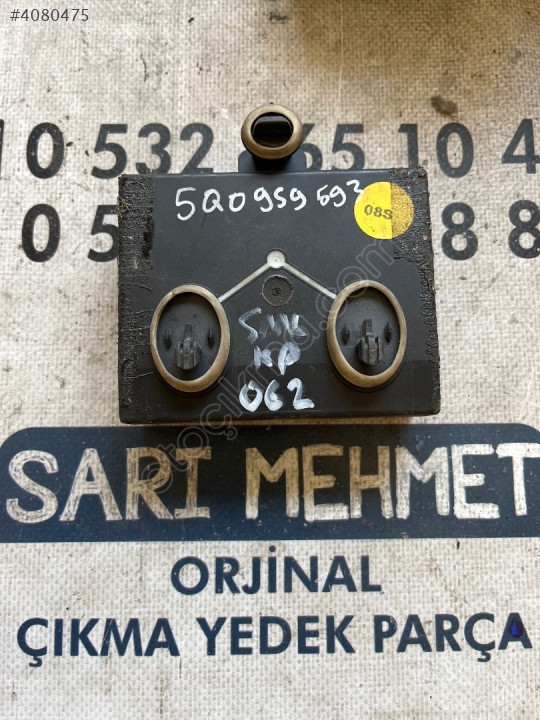 #4080475
0 532 65 10 4
5Q0959593
08S
0 5 8 8
SMK
KP
062
SARI MEHMET
ORJİNAL
ÇIKMA YEDEK PARÇA